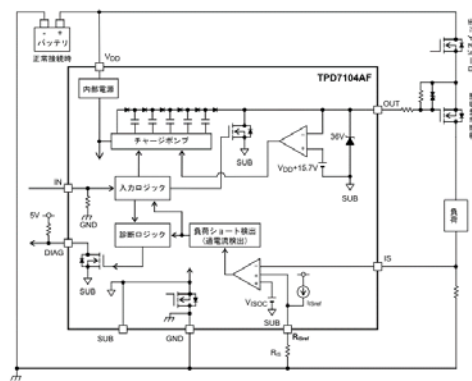 - +
バッテリ
正常接続時
VDD
TPD7104AF
内部電源
OUT
チャージポンプ
SUB
36V
VDD+15.7V
SUB
IN
入力ロジック
GND
5V
診断ロジック
負荷ショート検出
(過電流検出)
負荷
DIAG
IS
SUB
VISOC
SUB
ISref
SUB
GND
RISref
RIS